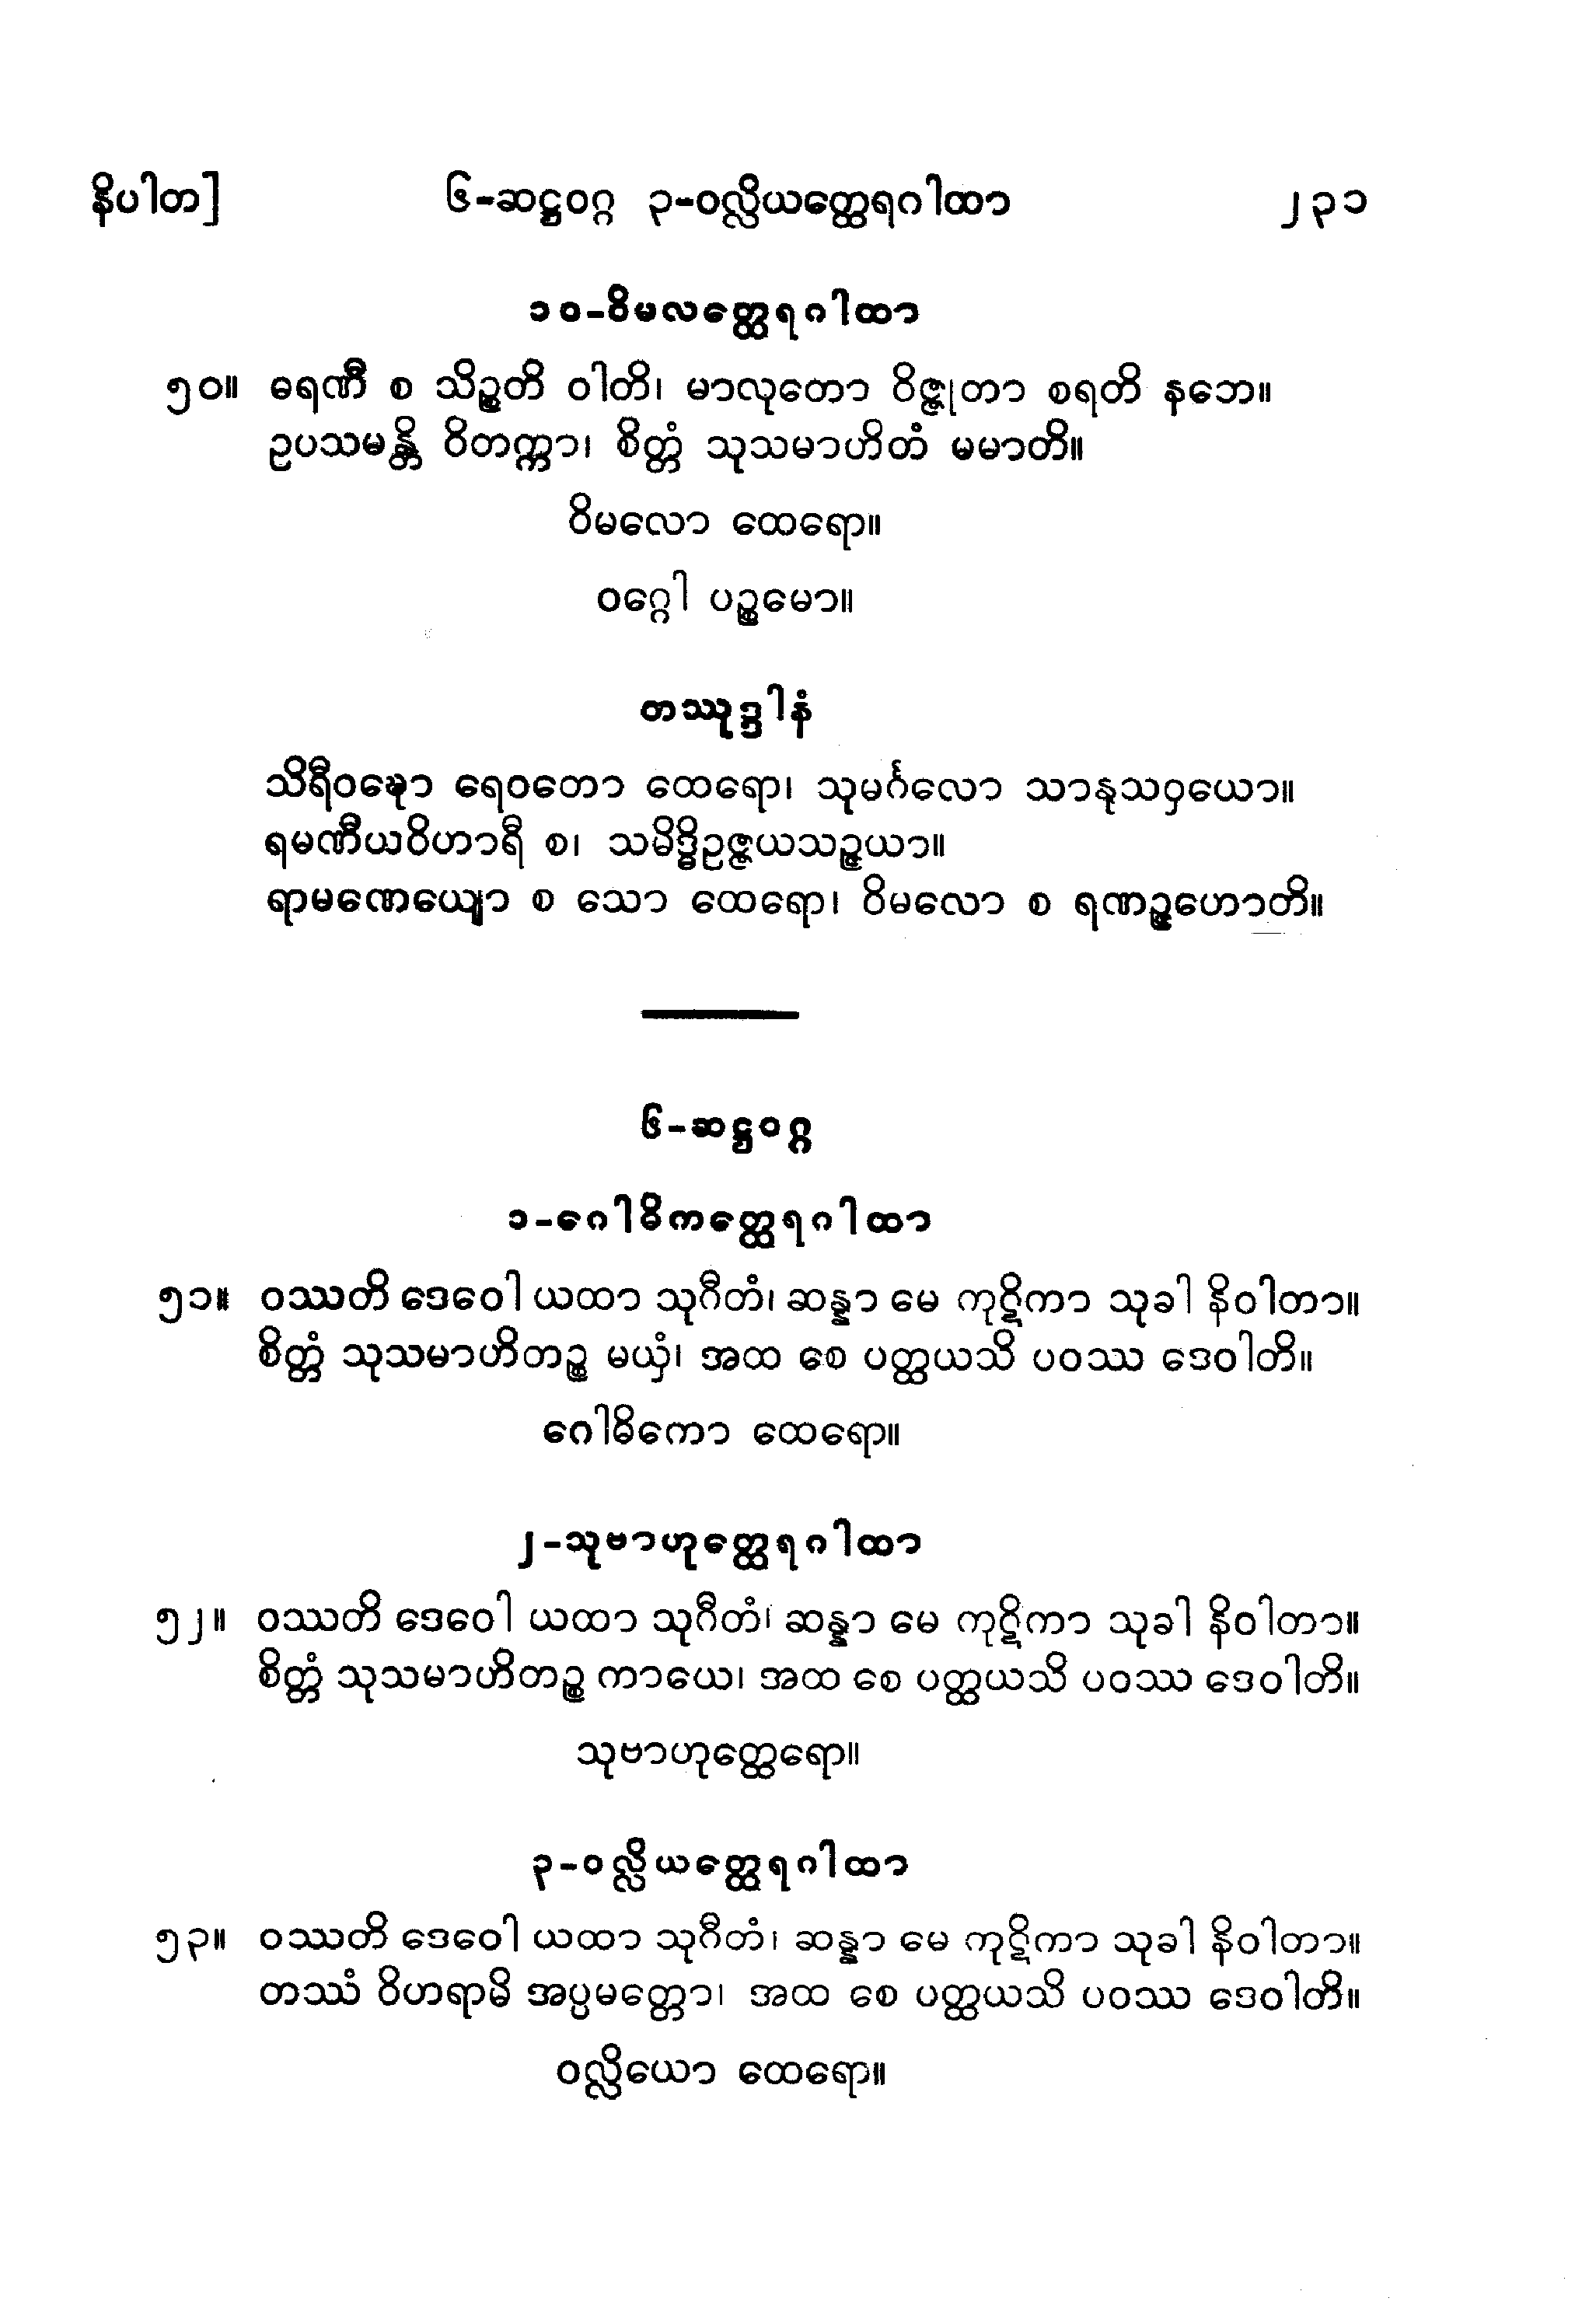 နိပါတ]
၆-ဆဋ္ဌဝဂ္ဂ ၃-ဝလ္လိယတ္ထေရဂါထာ
၂၃၁
၁၀-ဝိမလတ္ထေရဂါထာ
၅၀။ ဓရဏီ စ သိဉ္စတိ ဝါတိ၊ မာလုတော ဝိဇ္ဇုတာ စရတိ နဘေ။
ဥပသမန္တိ ဝိတက္ကာ၊ စိတ္တံ သုသမာဟိတံ မမာတိ။
ဝိမလော ထေရော။
ဝဂ္ဂေါ ပဉ္စမော။
တဿုဒ္ဒါနံ
သိရီဝဍ္ဎော ရေဝတော ထေရော၊ သုမင်္ဂလော သာနုသဝှယော။
ရမဏီယဝိဟာရီ စ၊ သမိဒ္ဓိဥဇ္ဇယသဉ္ဇယာ။
ရာမဏေယျော စ သော ထေရော၊ ဝိမလော စ ရဏဉ္ဇဟောတိ။
၆-ဆဋ္ဌဝဂ္ဂ
၁-ဂေါဓိကတ္ထေရဂါထာ
၅၁။ ဝဿတိ ဒေဝေါ ယထာ သုဂီတံ၊ ဆန္နာ မေ ကုဋိကာ သုခါ နိဝါတာ။
စိတ္တံ သုသမာဟိတဉ္စ မယှံ၊ အထ စေ ပတ္ထယသိ ပဝဿ ဒေဝါတိ။
ဂေါဓိကော ထေရော။
၂-သုဗာဟုတ္ထေရဂါထာ
၅၂။ ဝဿတိ ဒေဝေါ ယထာ သုဂီတံ၊ ဆန္နာ မေ ကုဋိကာ သုခါ နိဝါတာ။
စိတ္တံ သုသမာဟိတဉ္စ ကာယေ၊ အထ စေ ပတ္ထယသိ ပဝဿ ဒေဝါတိ။
သုဗာဟုတ္ထေရော။
၃-ဝလ္လိယတ္ထေရဂါထာ
၅၃။ ဝဿတိ ဒေဝေါ ယထာ သုဂီတံ၊ ဆန္နာ မေ ကုဋိကာ သုခါ နိဝါတာ။
တဿံ ဝိဟရာမိ အပ္ပမတ္တော၊ အထ စေ ပတ္ထယသိ ပဝဿ ဒေဝါတိ။
ဝလ္လိယော ထေရော။